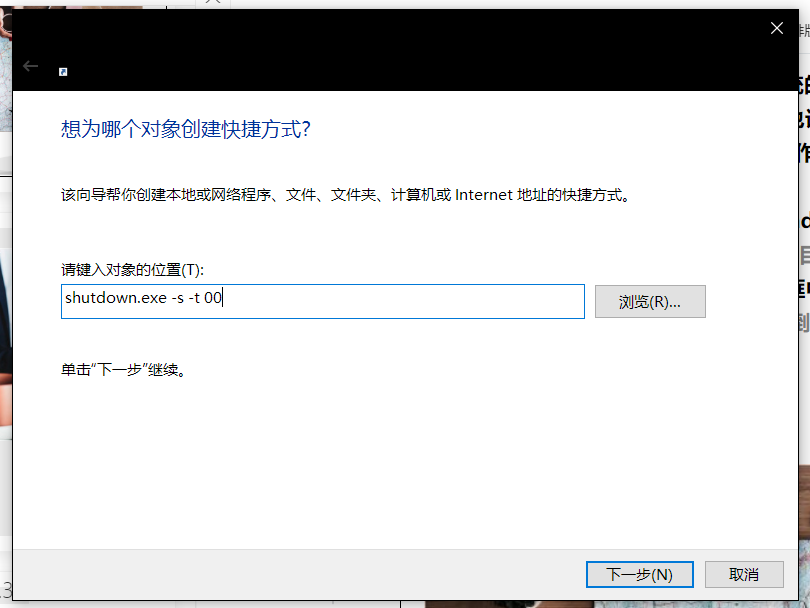 想为哪个对象创建快捷方式?
该向导帮你创建本地或网络程序、文件、文件夹、计算机或 Internet 地址的快捷方式。
请键入对象的位置(T):
shutdown.exe -s -t 00
浏览(R)...
单击“下一步”继续。
下一步(N)
取消